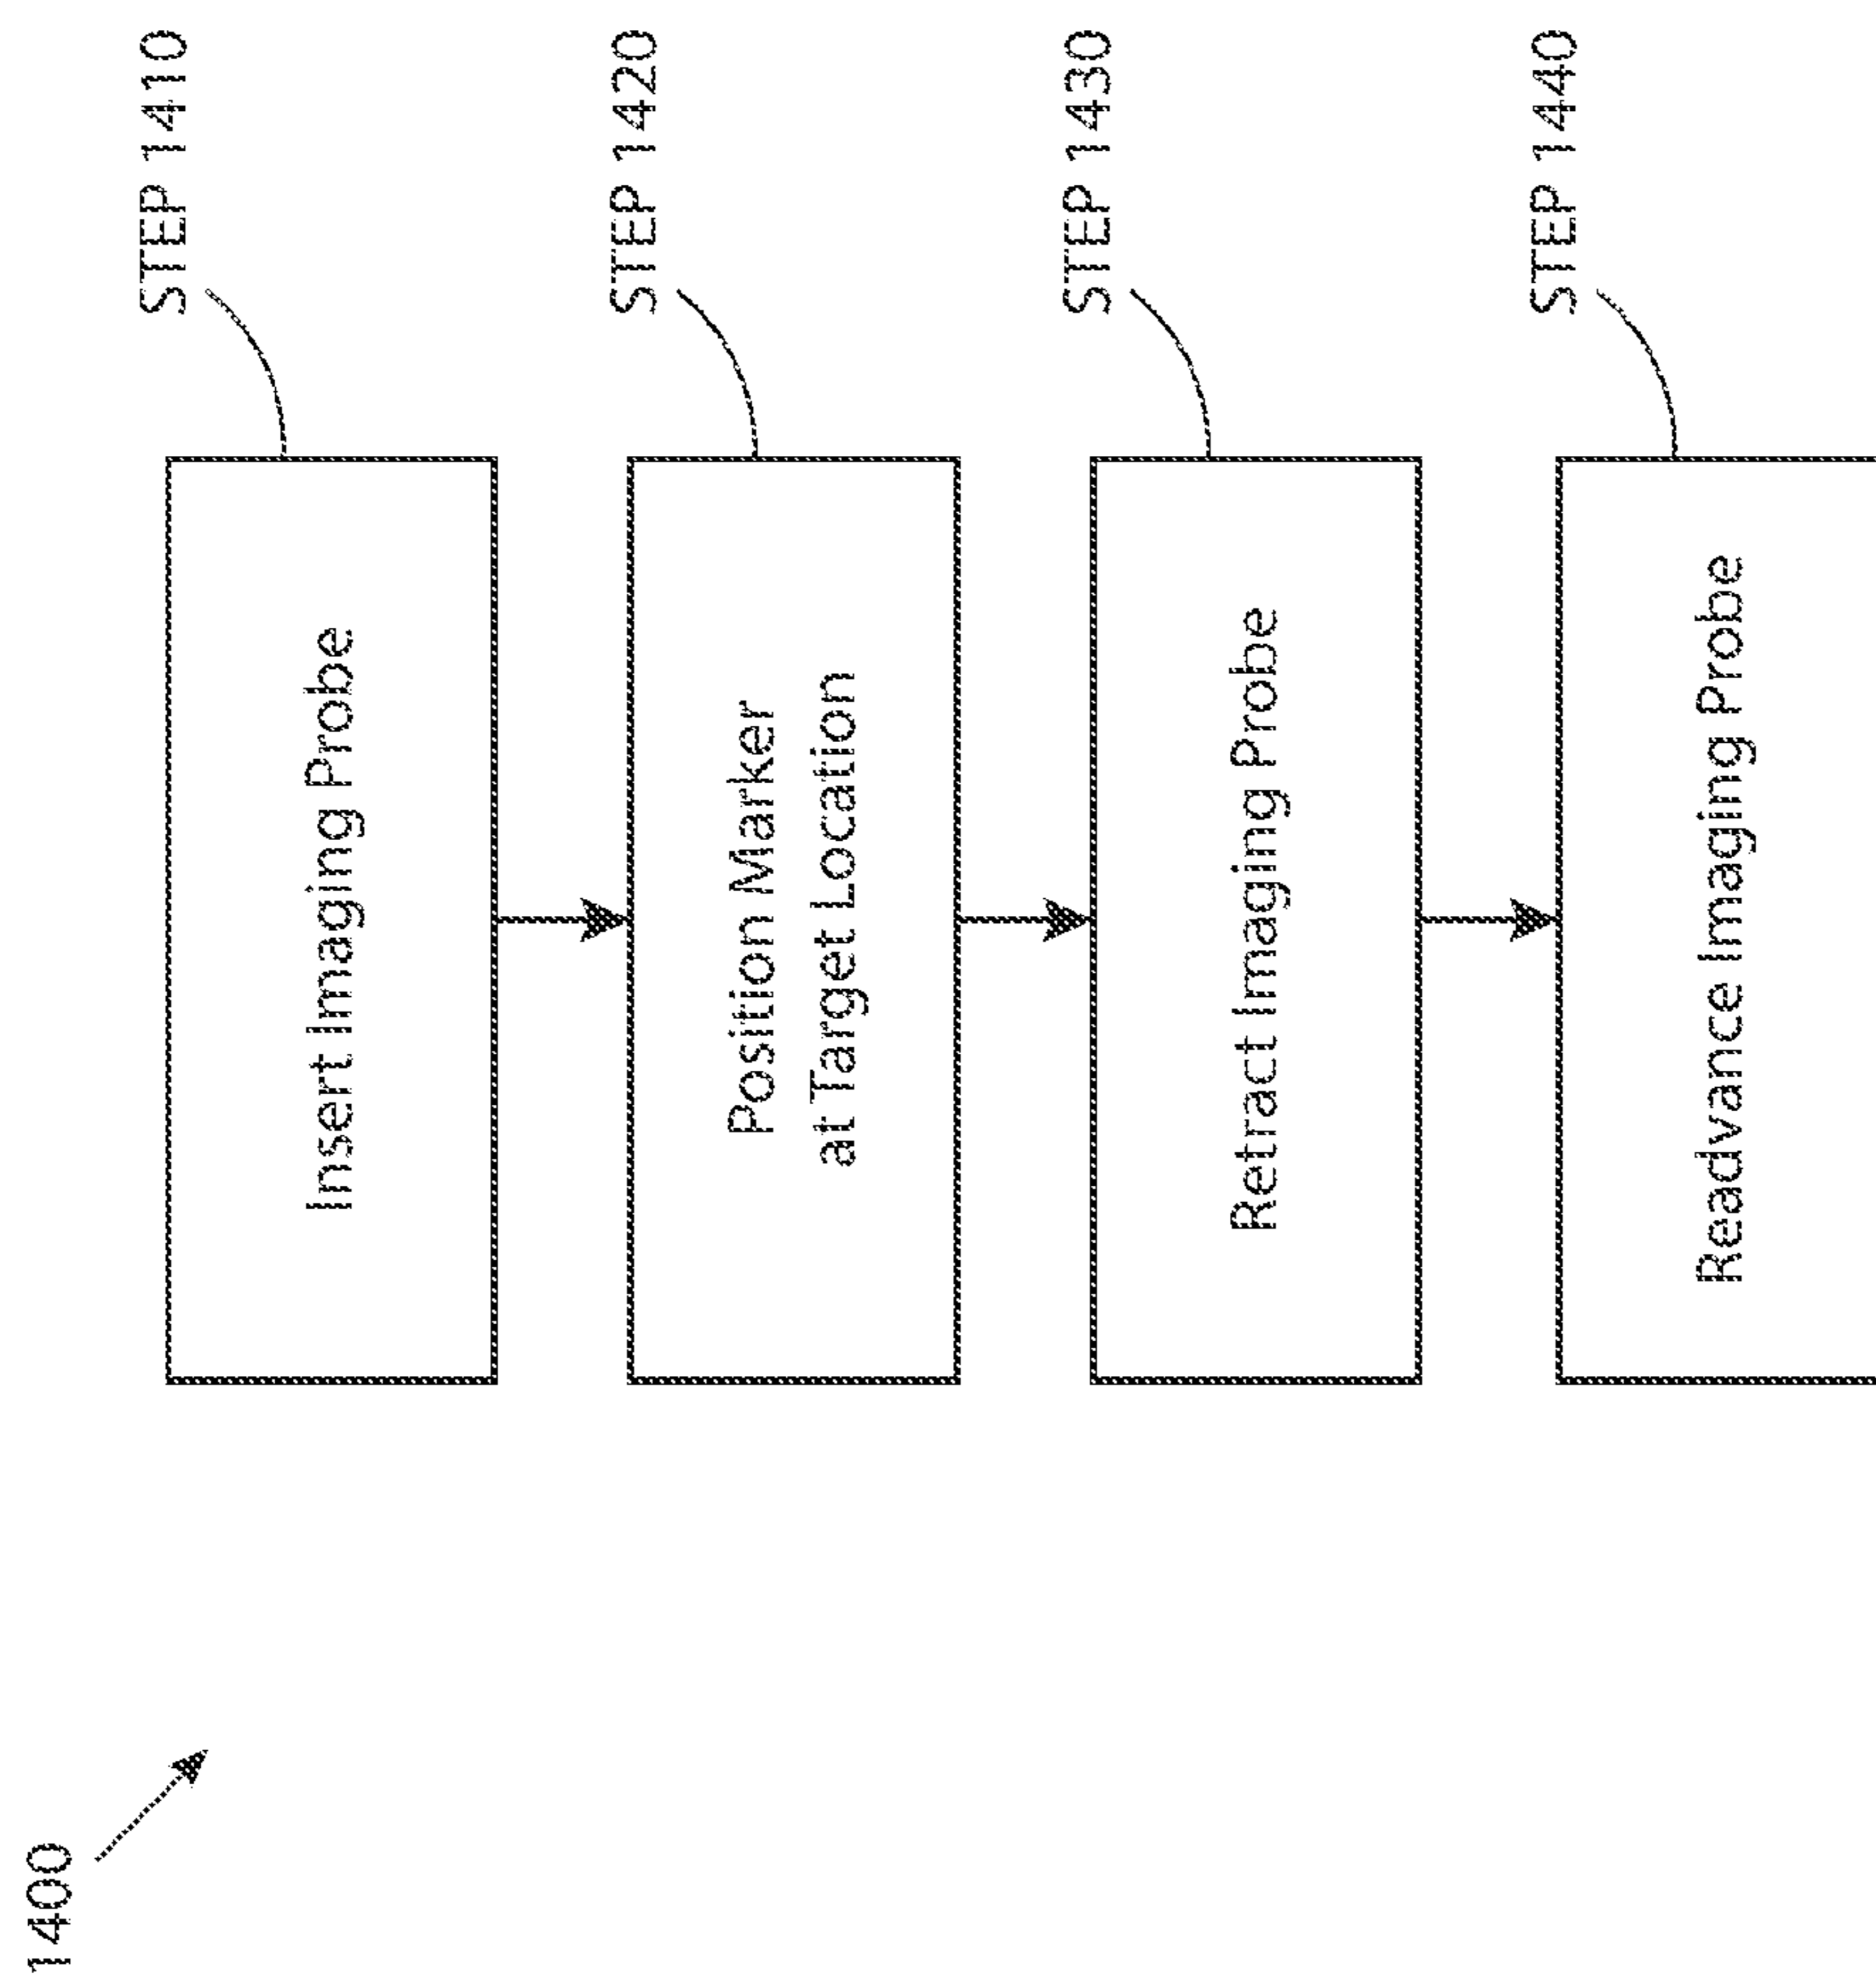 1400
Insert Imaging Probe
STEP 1410
Position Marker
at Target Location
STEP 1420
Retract Imaging Probe
STEP 1430
Readvance Imaging Probe
STEP 1440